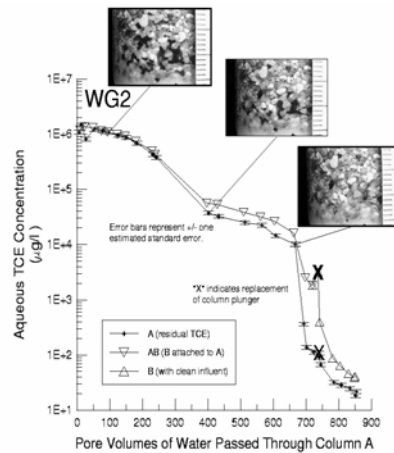 WG2
1E+7
1E+6
1E+5
1E+4
1E+3
1E+2
1E+1
Aqueous TCE Concentration
(µg/l)
Error bars represent +/- one
estimated standard error.
"X" indicates replacement
of column plunger
X
X
A (residual TCE)
AB (B attached to A)
B (with clean influent)
0 100 200 300 400 500 600 700 800 900
Pore Volumes of Water Passed Through Column A